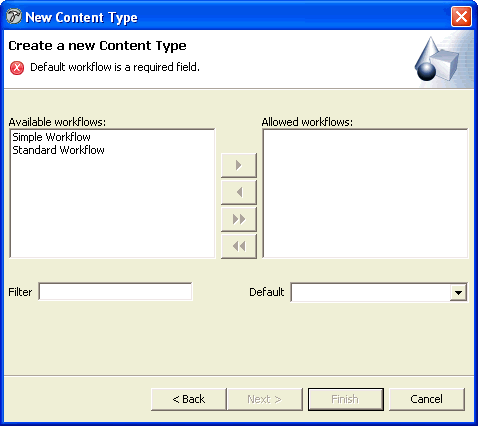 New Content Type
Create a new Content Type
Default workflow is a required field.
Available workflows:
Allowed workflows:
Simple Workflow
Standard Workflow
Filter
Default
< Back
Next >
Finish
Cancel